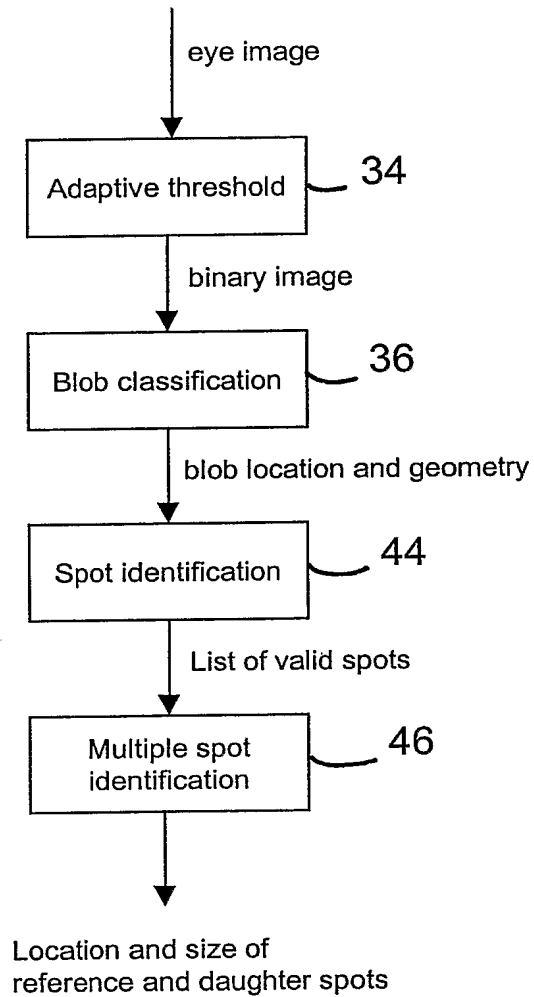 eye image
Adaptive threshold
34
binary image
Blob classification
36
blob location and geometry
Spot identification
44
List of valid spots
Multiple spot
identification
46
Location and size of
reference and daughter spots